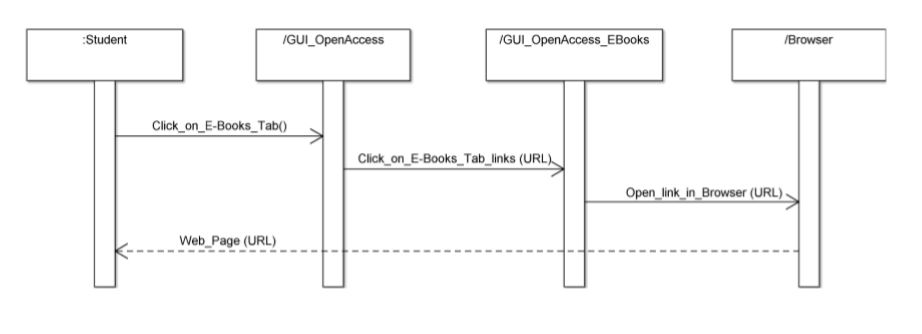 :Student
/GUI_OpenAccess
/GUI_OpenAccess_EBooks
/Browser
Click_on_E-Books_Tab()
Click_on_E-Books_Tab_links (URL)
Open_link_in_Browser (URL)
Web_Page (URL)